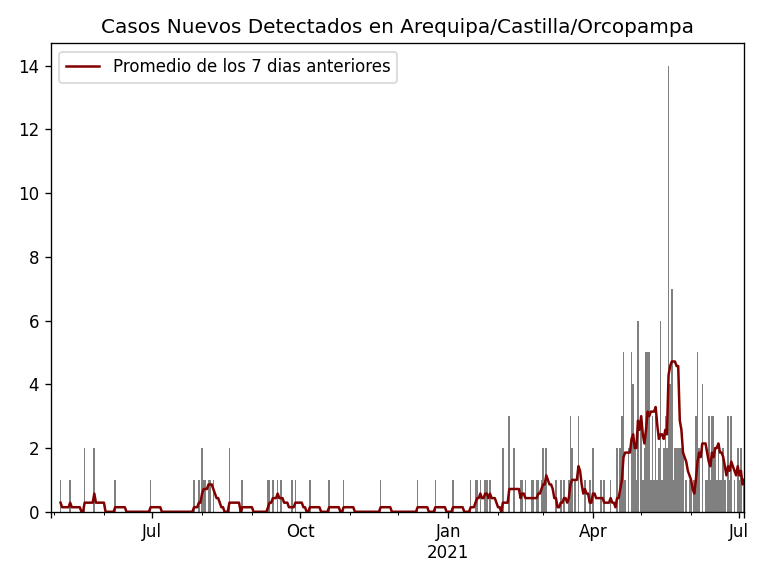 Casos Nuevos Detectados en Arequipa/Castilla/Orcopampa
Promedio de los 7 dias anteriores
14
12
10
8
6
4
2
0
Jul
Oct
Jan
2021
Apr
Jul